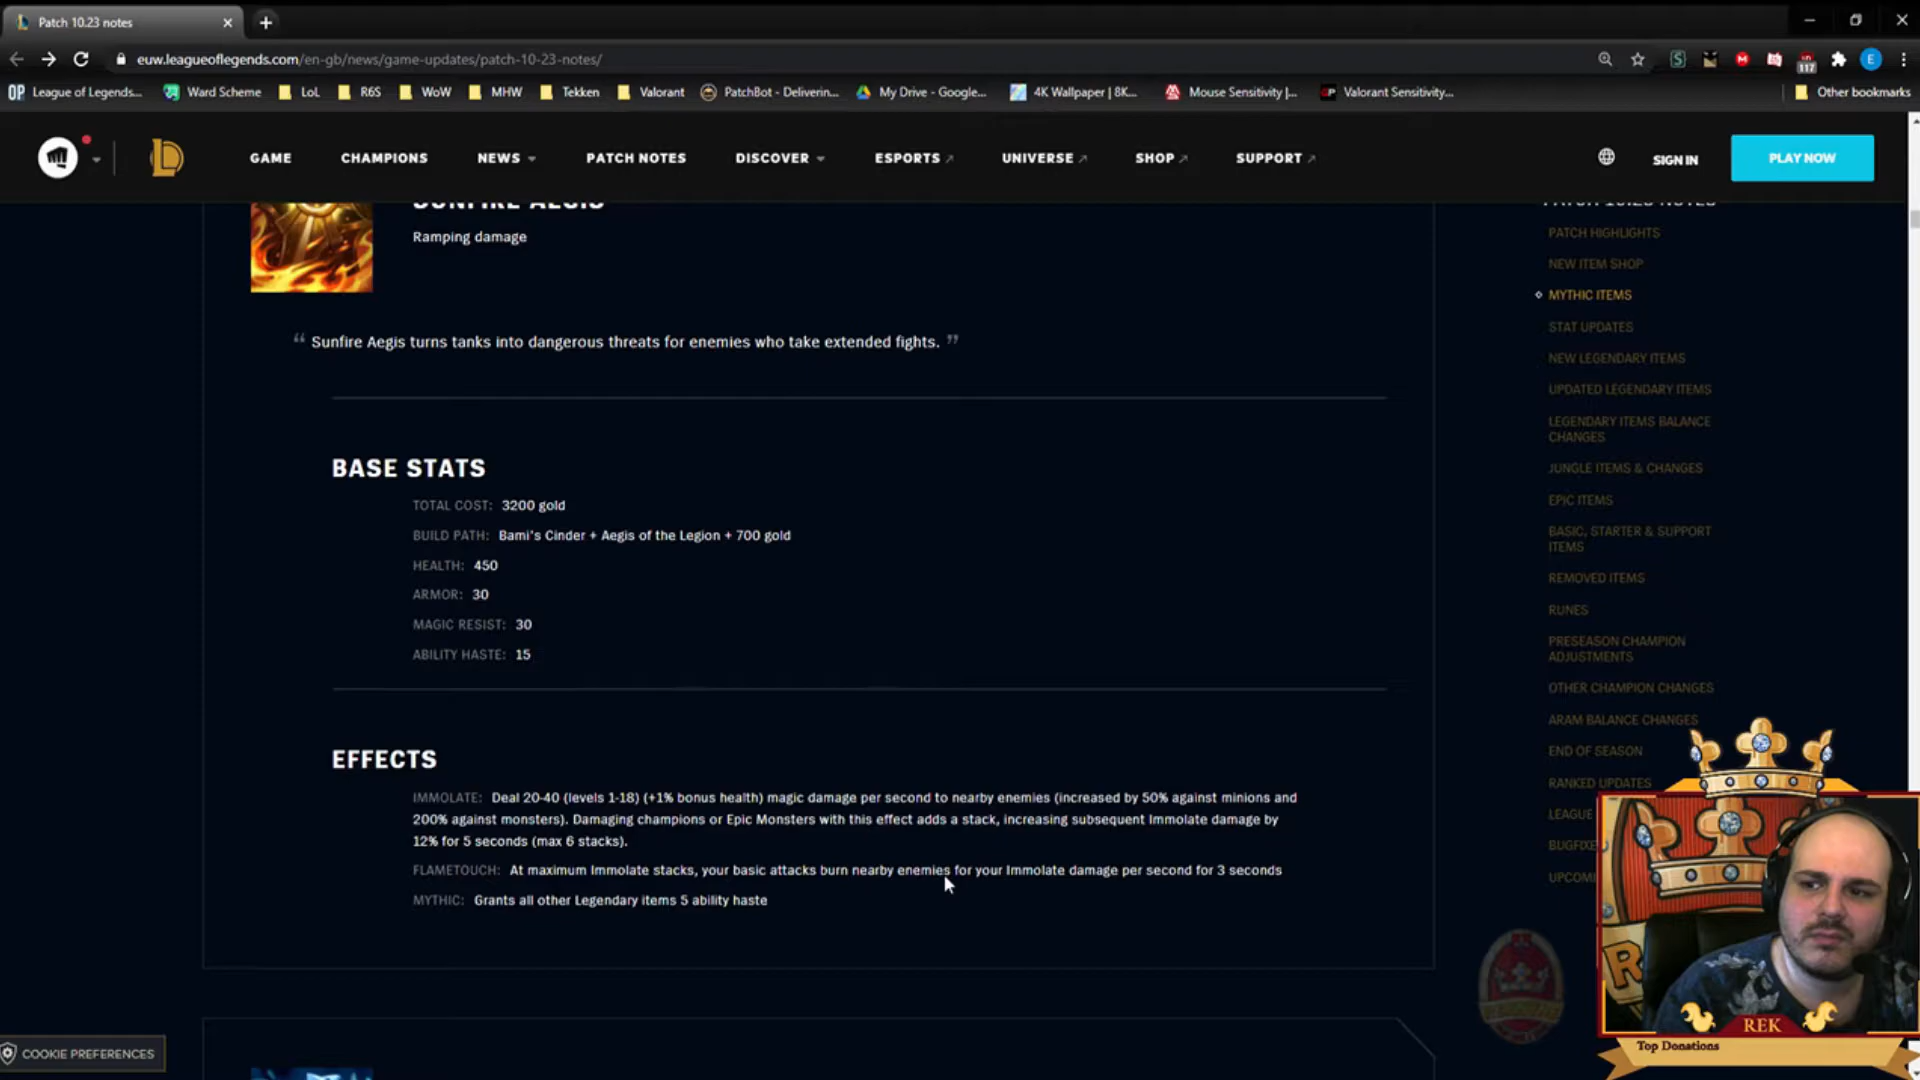 Patch 10.23 notes
euw.leagueoflegends.com/en-gb/news/game-updates/patch-10-23-notes/
117
E
OP League of Legends... Ward Scheme LoL R6S WoW MHW Tekken Valorant PatchBot - Deliverin... My Drive - Google... 4K Wallpaper | 8K... Mouse Sensitivity |... Valorant Sensitivity... Other bookmarks
GAME CHAMPIONS NEWS PATCH NOTES DISCOVER ESPORTS UNIVERSE SHOP SUPPORT SIGN IN PLAY NOW
SUNFIRE AEGIS
Ramping damage
“ Sunfire Aegis turns tanks into dangerous threats for enemies who take extended fights. ”
BASE STATS
TOTAL COST: 3200 gold
BUILD PATH: Bami's Cinder + Aegis of the Legion + 700 gold
HEALTH: 450
ARMOR: 30
MAGIC RESIST: 30
ABILITY HASTE: 15
EFFECTS
IMMOLATE: Deal 20-40 (levels 1-18) (+1% bonus health) magic damage per second to nearby enemies (increased by 50% against minions and
200% against monsters). Damaging champions or Epic Monsters with this effect adds a stack, increasing subsequent Immolate damage by
12% for 5 seconds (max 6 stacks).
FLAMETOUCH: At maximum Immolate stacks, your basic attacks burn nearby enemies for your Immolate damage per second for 3 seconds
MYTHIC: Grants all other Legendary items 5 ability haste
PATCH 10.23 NOTES
PATCH HIGHLIGHTS
NEW ITEM SHOP
MYTHIC ITEMS
STAT UPDATES
NEW LEGENDARY ITEMS
UPDATED LEGENDARY ITEMS
LEGENDARY ITEMS BALANCE
CHANGES
JUNGLE ITEMS & CHANGES
EPIC ITEMS
BASIC, STARTER & SUPPORT
ITEMS
REMOVED ITEMS
RUNES
PRESEASON CHAMPION
ADJUSTMENTS
OTHER CHAMPION CHANGES
ARAM BALANCE CHANGES
END OF SEASON
RANKED UPDATES
LEAGUE
BUGFIXE
UPCOMI
COOKIE PREFERENCES
REK
Top Donations